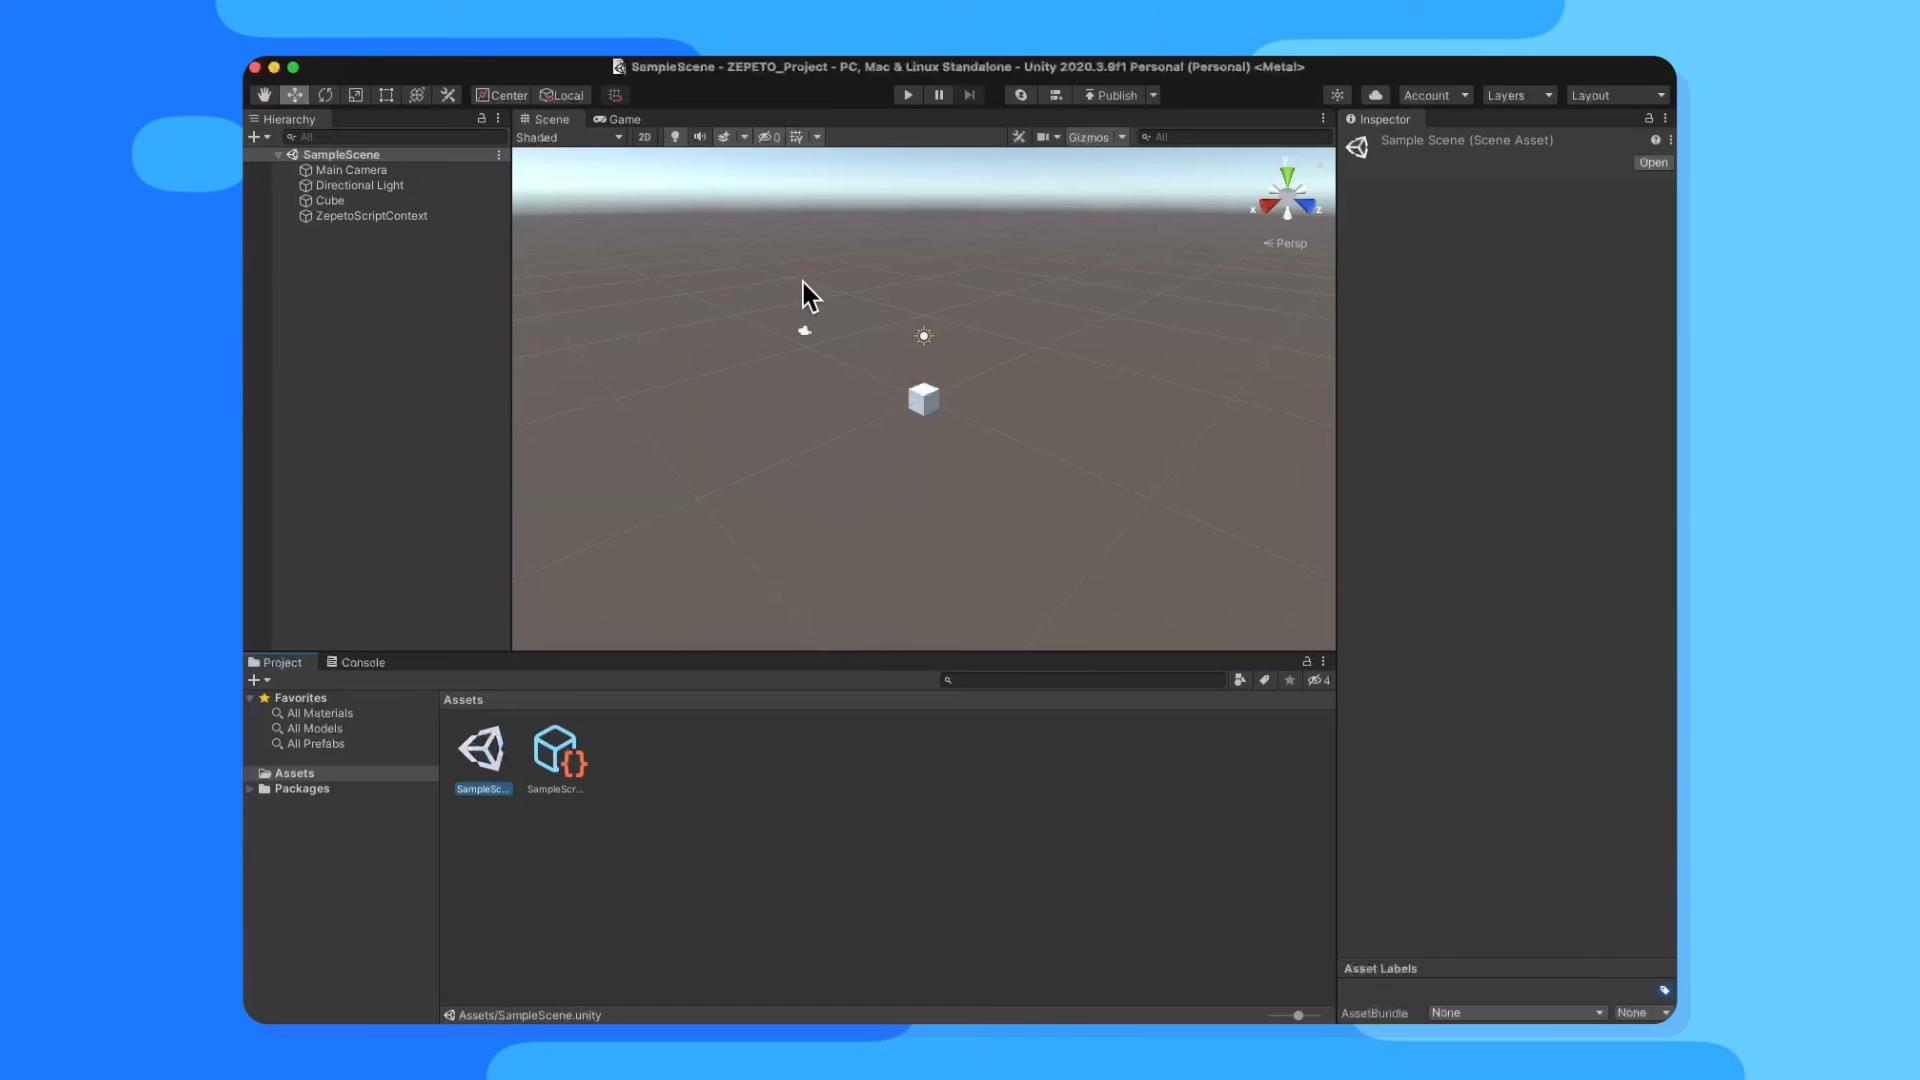 SampleScene - ZEPETO_Project - PC, Mac & Linux Standalone - Unity 2020.3.9f1 Personal (Personal) <Metal>
Center
Local
Publish
Account
Layers
Layout
Hierarchy
All
SampleScene
Main Camera
Directional Light
Cube
ZepetoScriptContext
Scene
Game
Shaded
2D
0
Gizmos
All
y
x
z
Persp
Inspector
Sample Scene (Scene Asset)
Open
Project
Console
4
Favorites
All Materials
All Models
All Prefabs
Assets
Packages
Assets
SampleSc...
SampleScr...
Assets/SampleScene.unity
Asset Labels
AssetBundle
None
None